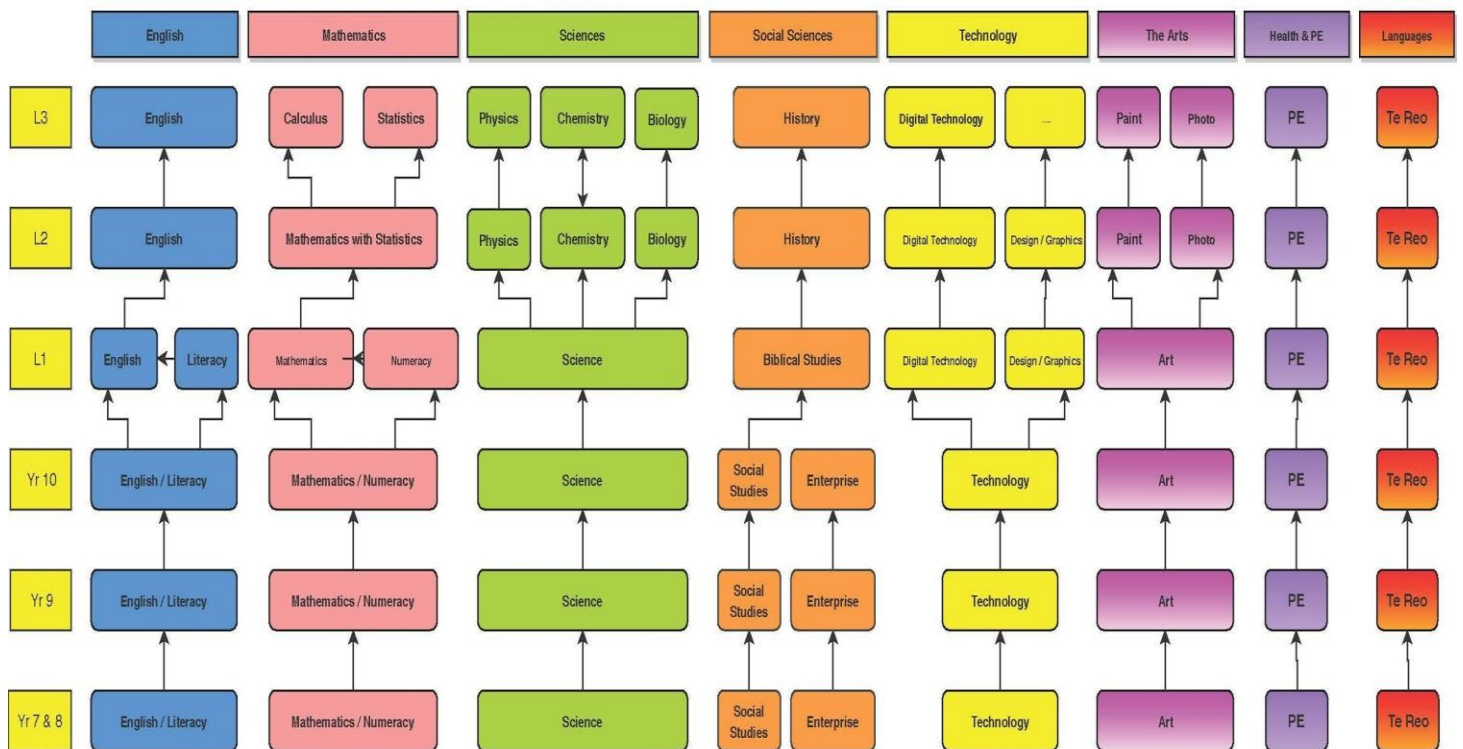 English
Mathematics
Sciences
Social Sciences
Technology
The Arts
Health & PE
Languages
L3
English
Calculus
Statistics
Physics
Chemistry
Biology
History
Digital Technology
....
Paint
Photo
PE
Te Reo
L2
English
Mathematics with Statistics
Physics
Chemistry
Biology
History
Digital Technology
Design / Graphics
Paint
Photo
PE
Te Reo
L1
English
Literacy
Mathematics
Numeracy
Science
Biblical Studies
Digital Technology
Design / Graphics
Art
PE
Te Reo
Yr 10
English / Literacy
Mathematics / Numeracy
Science
Social
Studies
Enterprise
Technology
Art
PE
Te Reo
Yr 9
English / Literacy
Mathematics / Numeracy
Science
Social
Studies
Enterprise
Technology
Art
PE
Te Reo
Yr 7 & 8
English / Literacy
Mathematics / Numeracy
Science
Social
Studies
Enterprise
Technology
Art
PE
Te Reo